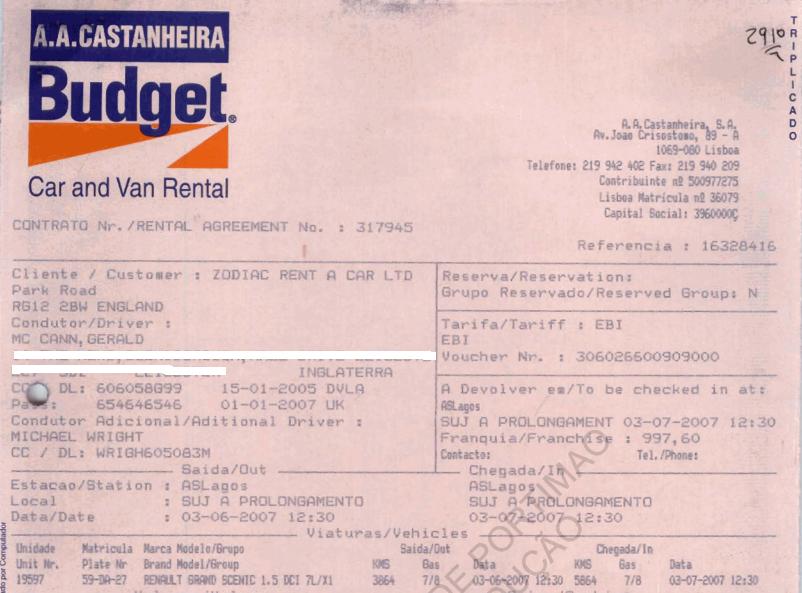 A.A.CASTANHEIRA
Budget®
Car and Van Rental
2910
TRIPLICADO
A.A.Castanheira, S.A.
Av.Joao Crisostomo, 89 - A
1069-080 Lisboa
Telefone: 219 942 402 Fax: 219 940 209
Contribuinte nº 500977275
Lisboa Matricula nº 36079
Capital Social: 3960000Ç
CONTRATO Nr./RENTAL AGREEMENT No. : 317945
Referencia : 16328416
Cliente / Customer : ZODIAC RENT A CAR LTD
Park Road
RG12 2BW ENGLAND
Condutor/Driver :
MC CANN,GERALD
INGLATERRA
DL: 606058G99 15-01-2005 DVLA
Pass: 654646546 01-01-2007 UK
Condutor Adicional/Aditional Driver :
MICHAEL WRIGHT
CC / DL: WRIGH605083M
Reserva/Reservation:
Grupo Reservado/Reserved Group: N
Tarifa/Tariff : EBI
EBI
Voucher Nr. : 306026600909000
A Devolver em/To be checked in at:
ASLagos
SUJ A PROLONGAMENT 03-07-2007 12:30
Franquia/Franchise : 997,60
Contacto: Tel./Phone:
Saida/Out Chegada/In
Estacao/Station : ASLagos ASLagos
Local : SUJ A PROLONGAMENTO SUJ A PROLONGAMENTO
Data/Date : 03-06-2007 12:30 03-07-2007 12:30
Viaturas/Vehicles
Unidade Matricula Marca Modelo/Grupo Saida/Out Chegada/In
Unit Nr. Plate Nr Brand Model/Group KMS Gas Data KMS Gas Data
19597 59-DA-27 RENAULT GRAND SCENIC 1.5 DCI 7L/X1 3864 7/8 03-06-2007 12:30 5864 7/8 03-07-2007 12:30
DE PORTIMAO
ado por Computador